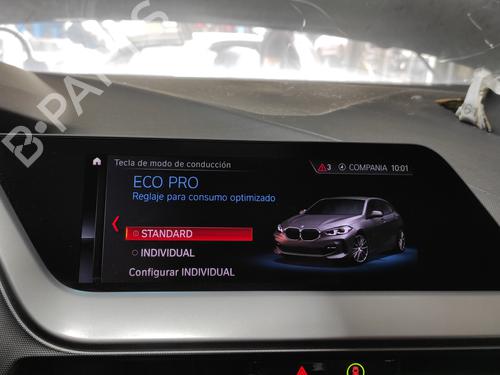 B-PARTS
Tecla de modo de conducción
3 COMPANIA 10:01
ECO PRO
Reglaje para consumo optimizado
STANDARD
INDIVIDUAL
Configurar INDIVIDUAL